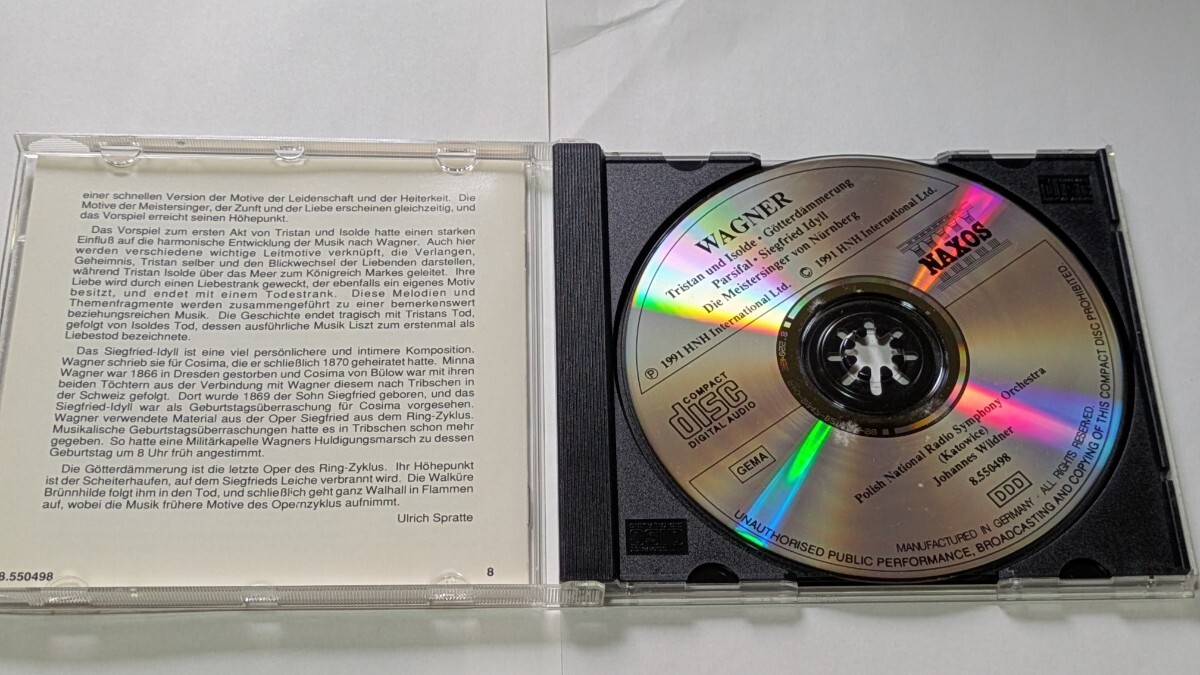 einer schnellen Version der Motive der Leidenschaft und der Heiterkeit. Die
Motive der Meistersinger, der Zunft und der Liebe erscheinen gleichzeitig, und
das Vorspiel erreicht seinen Höhepunkt.
Das Vorspiel zum ersten Akt von Tristan und Isolde hatte einen starken
Einfluß auf die harmonische Entwicklung der Musik nach Wagner. Auch hier
werden verschiedene wichtige Leitmotive verknüpft, die Verlangen,
Geheimnis, Tristan selber und den Blickwechsel der Liebenden darstellen,
während Tristan Isolde über das Meer zum Königreich Markes geleitet. Ihre
Liebe wird durch einen Liebestrank geweckt, der ebenfalls ein eigenes Motiv
besitzt, und endet mit einem Todestrank. Diese Melodien und
Themenfragmente werden zusammengeführt zu einer bemerkenswert
beziehungsreichen Musik. Die Geschichte endet tragisch mit Tristans Tod,
gefolgt von Isoldes Tod, dessen ausführliche Musik Liszt zum erstenmal als
Liebestod bezeichnete.
Das Siegfried-Idyll ist eine viel persönlichere und intimere Komposition.
Wagner schrieb sie für Cosima, die er schließlich 1870 geheiratet hatte. Minna
Wagner war 1866 in Dresden gestorben und Cosima von Bülow war mit ihren
beiden Töchtern aus der Verbindung mit Wagner diesem nach Tribschen in
der Schweiz gefolgt. Dort wurde 1869 der Sohn Siegfried geboren, und das
Siegfried-Idyll war als Geburtstagsüberraschung für Cosima vorgesehen.
Wagner verwendete Material aus der Oper Siegfried aus dem Ring-Zyklus.
Musikalische Geburtstagsüberraschungen hatte es in Tribschen schon mehr
gegeben. So hatte eine Militärkapelle Wagners Huldigungsmarsch zu dessen
Geburtstag um 8 Uhr früh angestimmt.
Die Götterdämmerung ist die letzte Oper des Ring-Zyklus. Ihr Höhepunkt
ist der Scheiterhaufen, auf dem Siegfrieds Leiche verbrannt wird. Die Walküre
Brünnhilde folgt ihm in den Tod, und schließlich geht ganz Walhall in Flammen
auf, wobei die Musik frühere Motive des Opernzyklus aufnimmt.
Ulrich Spratte
8.550498
8
WAGNER
Tristan und Isolde · Götterdämmerung
Parsifal · Siegfried Idyll
Die Meistersinger von Nürnberg
℗ 1991 HNH International Ltd.
© 1991 HNH International Ltd.
NAXOS
COMPACT
disc
DIGITAL AUDIO
GEMA
Polish National Radio Symphony Orchestra
(Katowice)
Johannes Wildner
8.550498
DDD
MANUFACTURED IN GERMANY . ALL RIGHTS RESERVED.
UNAUTHORISED PUBLIC PERFORMANCE, BROADCASTING AND COPYING OF THIS COMPACT DISC PROHIBITED